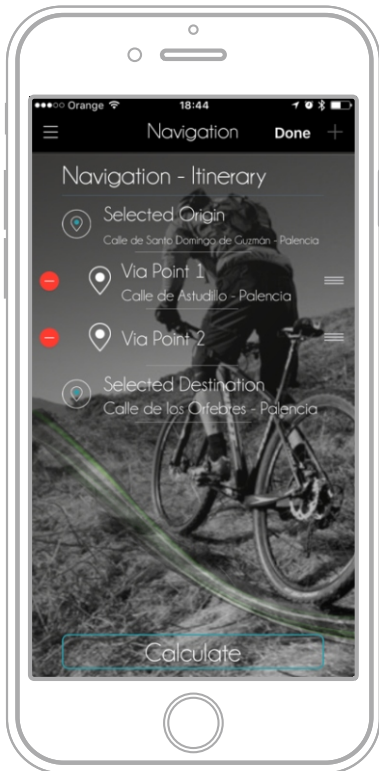 Orange 18:44
Navigation Done
Navigation - Itinerary
Selected Origin
Calle de Santo Domingo de Guzmán - Palencia
Via Point 1
Calle de Astudillo - Palencia
Via Point 2
Selected Destination
Calle de los Orfebres - Palencia
Calculate